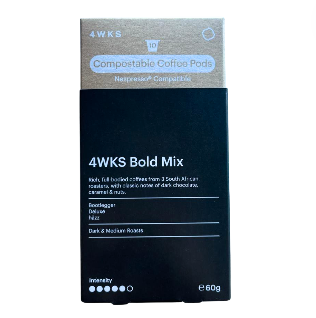 4WKS
10
Compostable Coffee Pods
Nespresso® Compatible
4WKS Bold Mix
Rich, full-bodied coffees from 3 South African
roasters, with classic notes of dark chocolate,
caramel & nuts.
Bootlegger
Deluxe
Dark & Medium Roasts
Intensity
℮60g